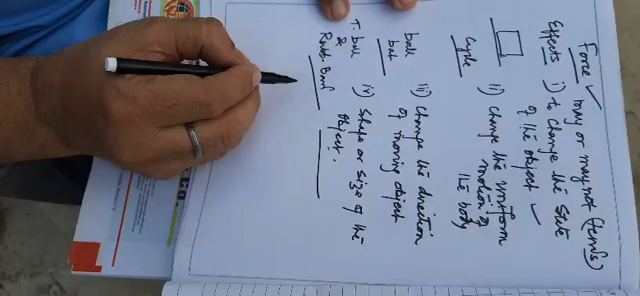 Force ✓ may or may not (tends)
Effects i) to change the state
of the object ✓
ii) Change the uniform
Cycle motion of
the body
ball iii) Change the direction
bat of moving object
T. ball iv) Shape or size of the
& object.
Rubb. Band